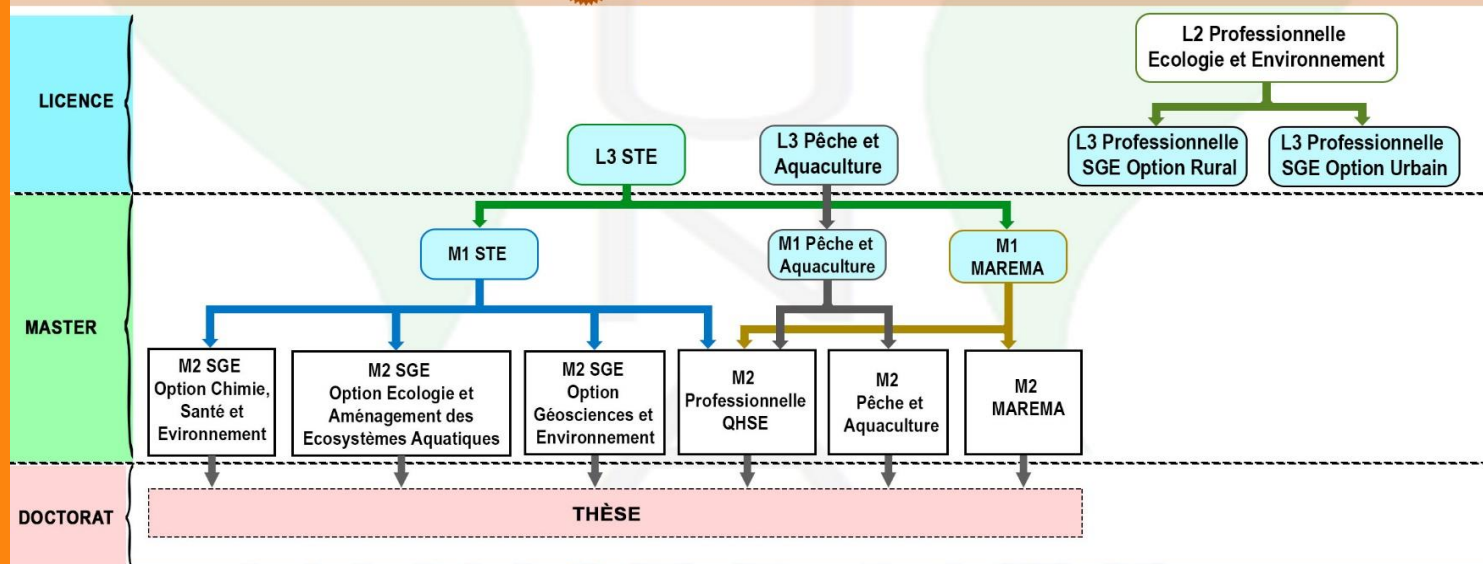 L2 Professionnelle
Ecologie et Environnement
LICENCE
L3 STE
L3 Pêche et
Aquaculture
L3 Professionnelle
SGE Option Rural
L3 Professionnelle
SGE Option Urbain
M1 STE
M1 Pêche et
Aquaculture
M1
MAREMA
MASTER
M2 SGE
Option Chimie,
Santé et
Evironnement
M2 SGE
Option Ecologie et
Aménagement des
Ecosystèmes Aquatiques
M2 SGE
Option
Géosciences et
Environnement
M2
Professionnelle
QHSE
M2
Pêche et
Aquaculture
M2
MAREMA
DOCTORAT
THÈSE